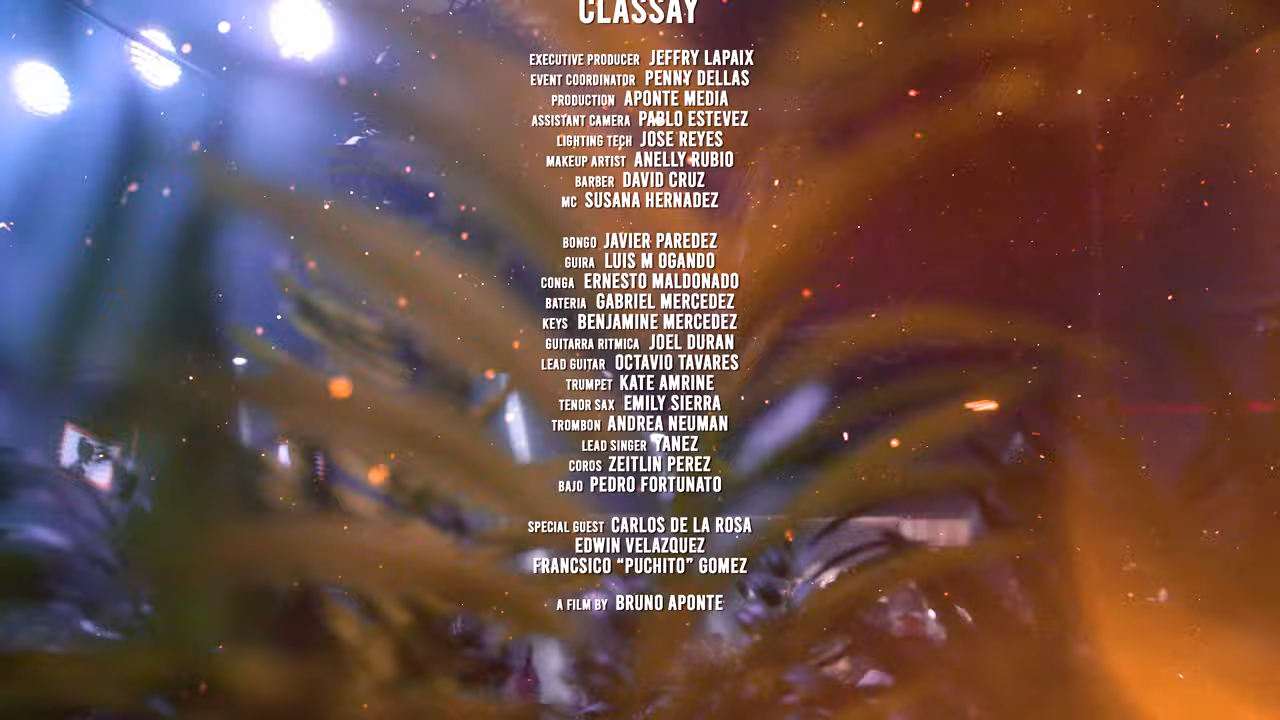 CLASSAY
EXECUTIVE PRODUCER JEFFRY LAPAIX
EVENT COORDINATOR PENNY DELLAS
PRODUCTION APONTE MEDIA
ASSISTANT CAMERA PABLO ESTEVEZ
LIGHTING TECH JOSE REYES
MAKEUP ARTIST ANELLY RUBIO
BARBER DAVID CRUZ
MC SUSANA HERNADEZ
BONGO JAVIER PAREDEZ
GUIRA LUIS M OGANDO
CONGA ERNESTO MALDONADO
BATERIA GABRIEL MERCEDEZ
KEYS BENJAMINE MERCEDEZ
GUITARRA RITMICA JOEL DURAN
LEAD GUITAR OCTAVIO TAVARES
TRUMPET KATE AMRINE
TENOR SAX EMILY SIERRA
TROMBON ANDREA NEUMAN
LEAD SINGER YANEZ
COROS ZEITLIN PEREZ
BAJO PEDRO FORTUNATO
SPECIAL GUEST CARLOS DE LA ROSA
EDWIN VELAZQUEZ
FRANCSICO “PUCHITO” GOMEZ
A FILM BY BRUNO APONTE